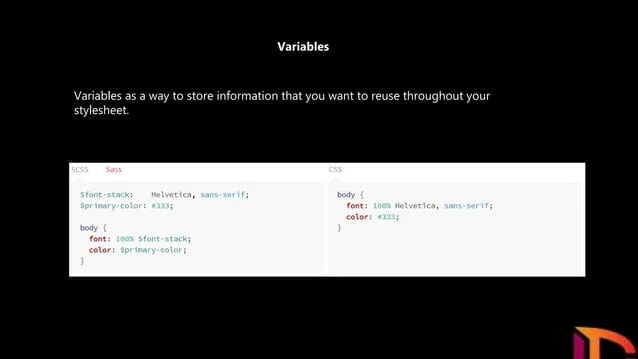 Variables
Variables as a way to store information that you want to reuse throughout your
stylesheet.
SCSS Sass
$font-stack: Helvetica, sans-serif;
$primary-color: #333;
body {
font: 100% $font-stack;
color: $primary-color;
}
CSS
body {
font: 100% Helvetica, sans-serif;
color: #333;
}